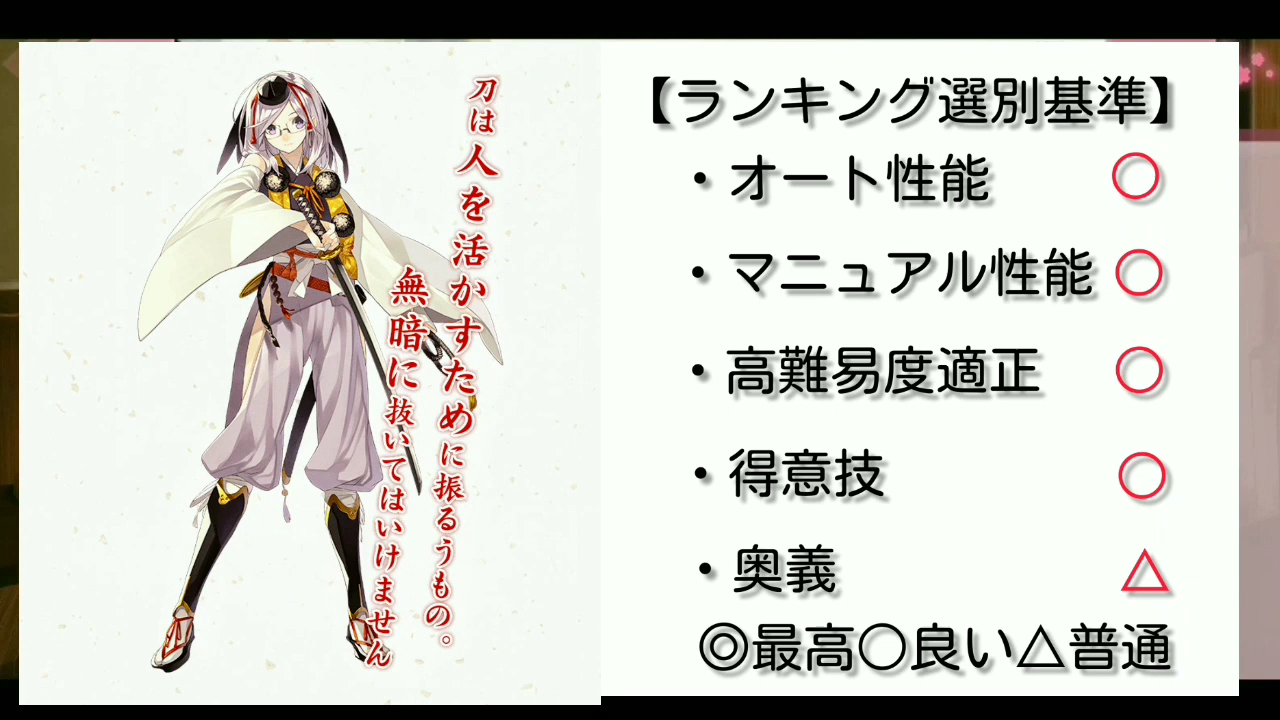 刀は人を活かすために振るうもの。
無暗に抜いてはいけません
【ランキング選別基準】
・オート性能 ○
・マニュアル性能 ○
・高難易度適正 ○
・得意技 ○
・奥義 △
◎最高○良い△普通